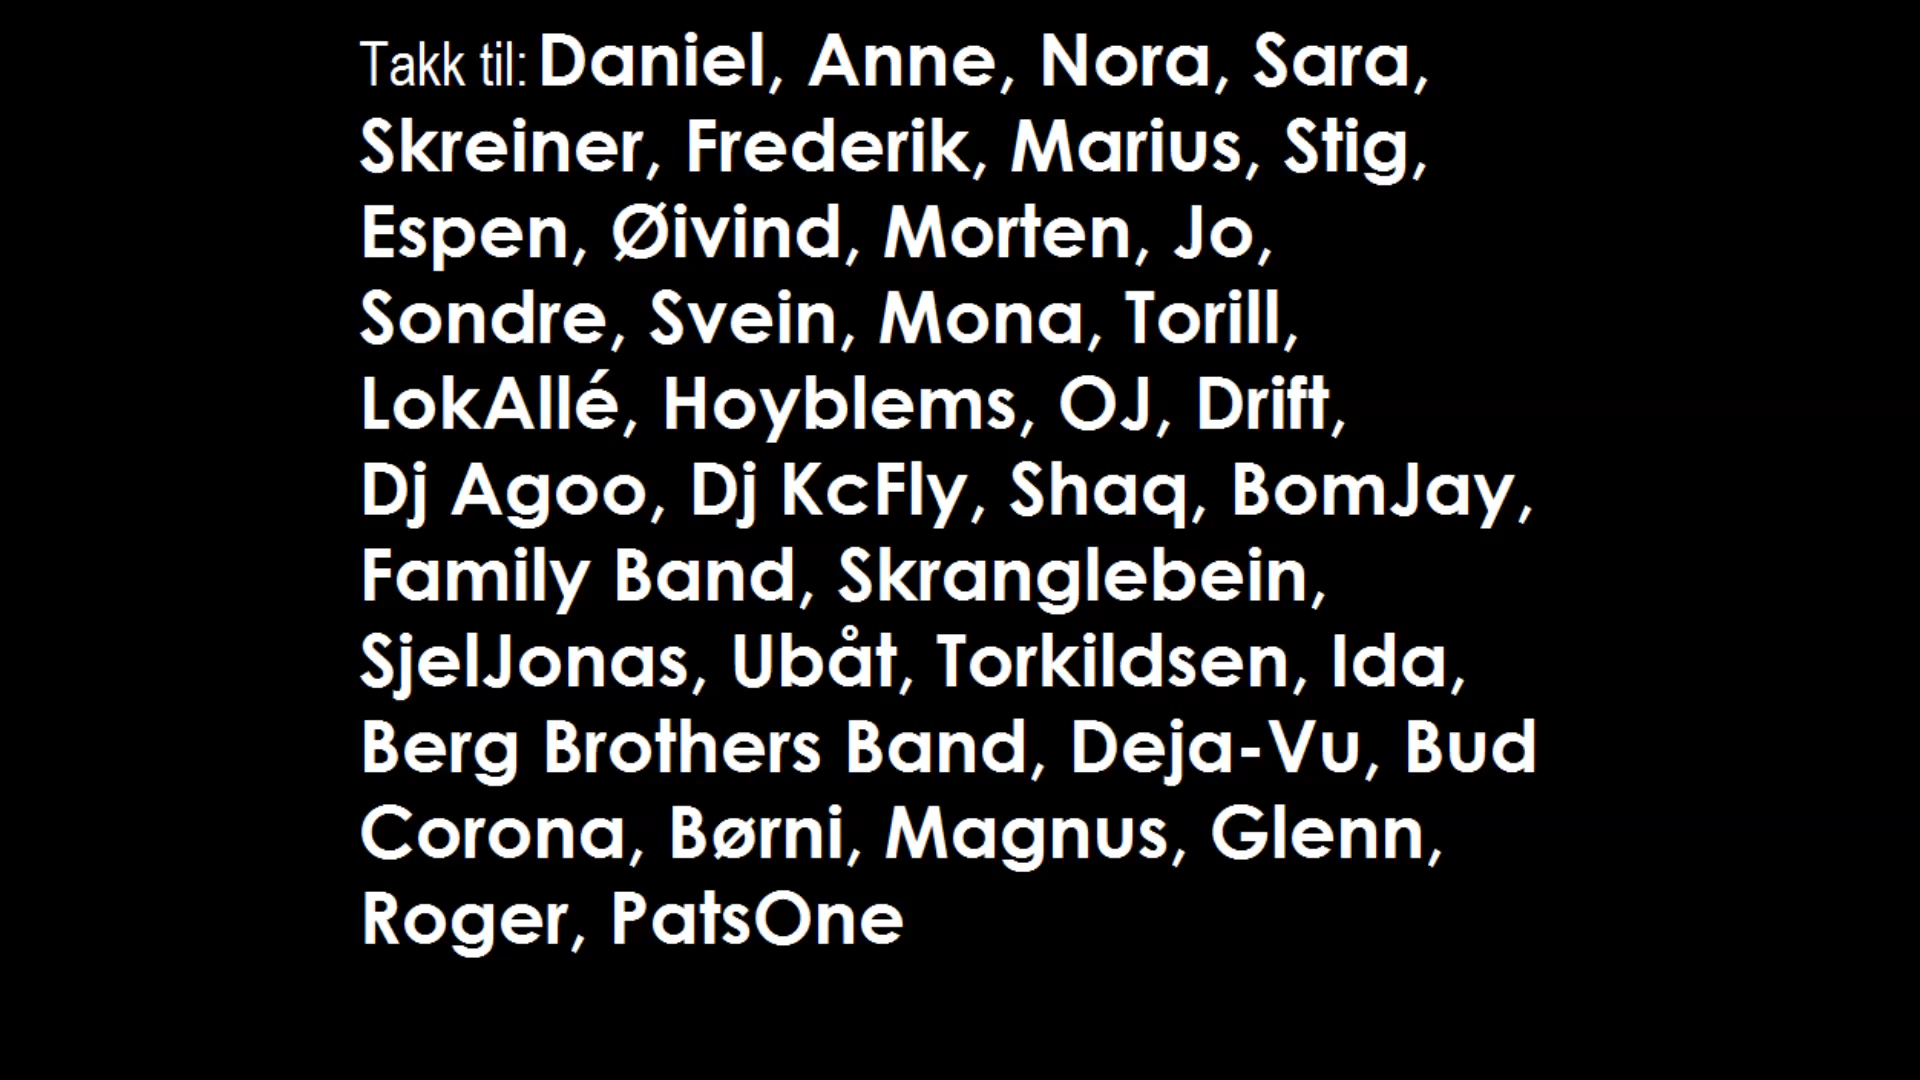 Takk til: Daniel, Anne, Nora, Sara,
Skreiner, Frederik, Marius, Stig,
Espen, Øivind, Morten, Jo,
Sondre, Svein, Mona, Torill,
LokAllé, Hoyblems, OJ, Drift,
Dj Agoo, Dj KcFly, Shaq, BomJay,
Family Band, Skranglebein,
SjelJonas, Ubåt, Torkildsen, Ida,
Berg Brothers Band, Deja-Vu, Bud
Corona, Børni, Magnus, Glenn,
Roger, PatsOne